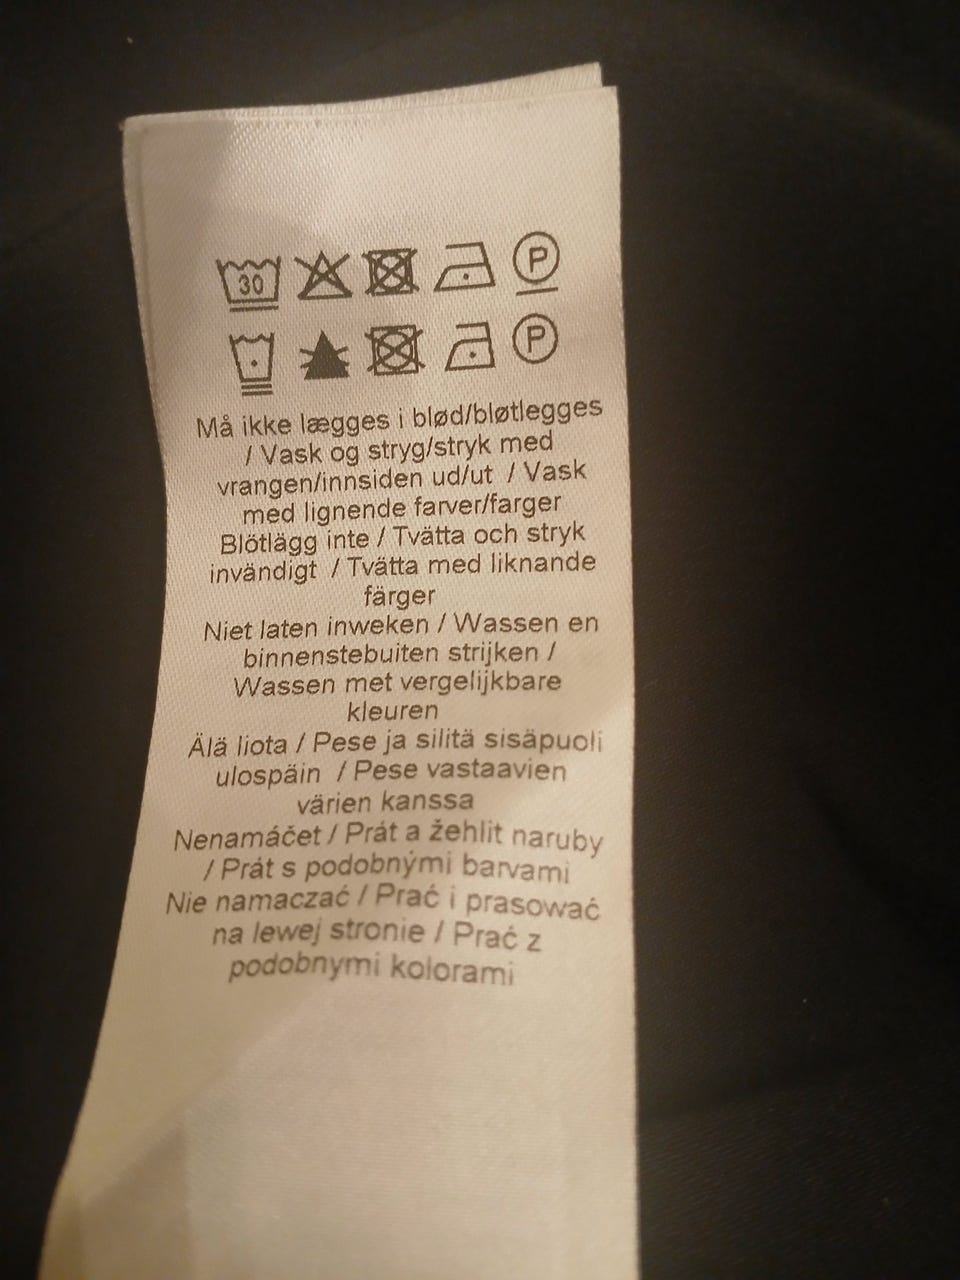 30 P
P
Må ikke lægges i blød/bløtlegges
/ Vask og stryg/stryk med
vrangen/innsiden ud/ut / Vask
med lignende farver/farger
Blötlägg inte / Tvätta och stryk
invändigt / Tvätta med liknande
färger
Niet laten inweken / Wassen en
binnenstebuiten strijken /
Wassen met vergelijkbare
kleuren
Älä liota / Pese ja silitä sisäpuoli
ulospäin / Pese vastaavien
värien kanssa
Nenamáčet / Prát a žehlit naruby
/ Prát s podobnými barvami
Nie namaczać / Prać i prasować
na lewej stronie / Prać z
podobnymi kolorami